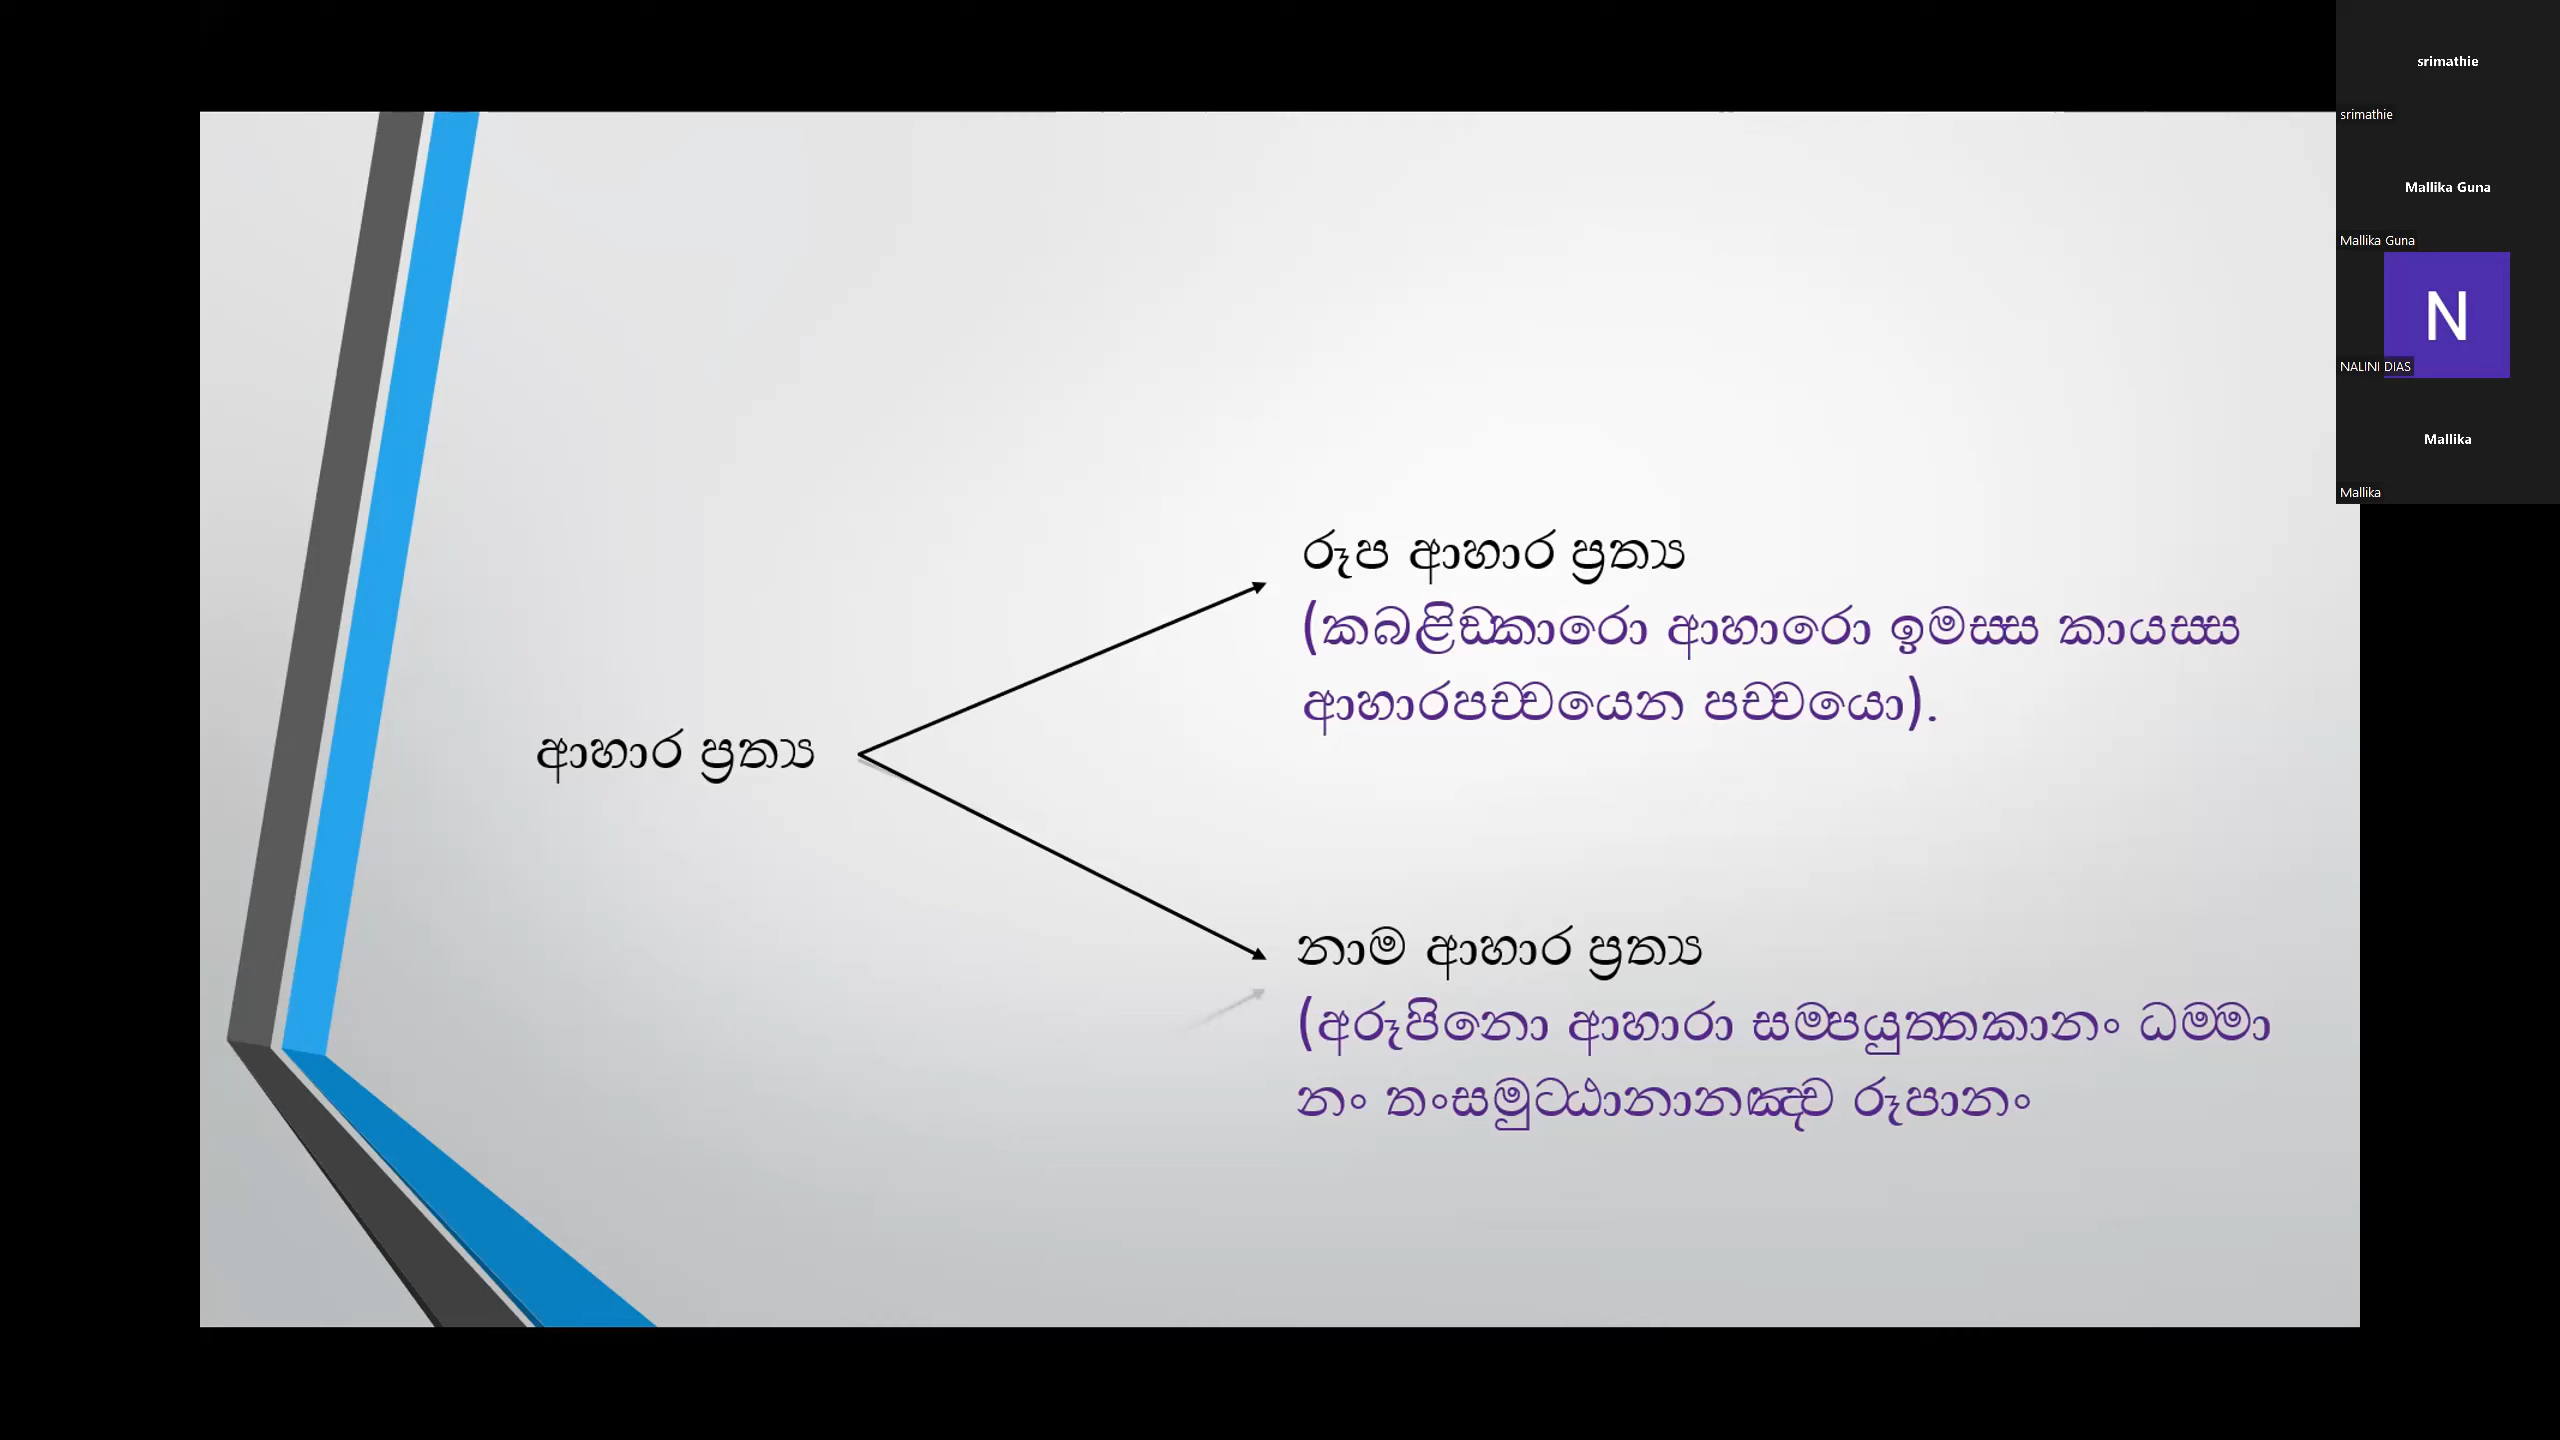 ආහාර ප්‍රත්‍ය
රූප ආහාර ප්‍රත්‍ය
(කබළිඞ‍්කාරො ආහාරො ඉමස‍්ස කායස‍්ස
ආහාරපච‍්චයෙන පච‍්චයො).
නාම ආහාර ප්‍රත්‍ය
(අරූපිනො ආහාරා සම‍්පයුත‍්තකානං ධම‍්මා
නං තංසමුට‍්ඨානානඤ‍්ච රූපානං
srimathie
srimathie
Mallika Guna
Mallika Guna
N
NALINI DIAS
Mallika
Mallika